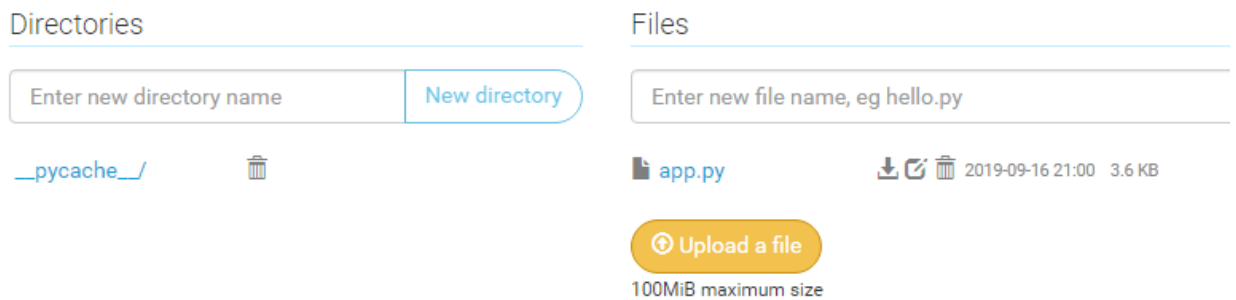 Directories
Files
Enter new directory name
New directory
Enter new file name, eg hello.py
__pycache__/
app.py
2019-09-16 21:00
3.6 KB
Upload a file
100MiB maximum size